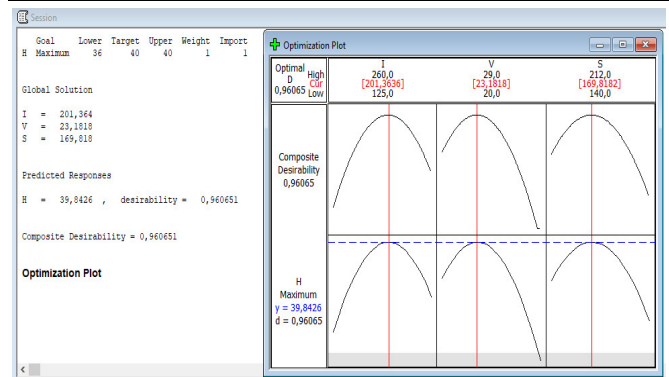 Session
Goal Lower Target Upper Weight Import
H Maximum 36 40 40 1 1
Global Solution
I = 201,364
V = 23,1818
S = 169,818
Predicted Responses
H = 39,8426 , desirability = 0,960651
Composite Desirability = 0,960651
Optimization Plot
Optimization Plot
Optimal
D
0,96065
High
Cur
Low
I
260,0
[201,3636]
125,0
V
29,0
[23,1818]
20,0
S
212,0
[169,8182]
140,0
Composite
Desirability
0,96065
H
Maximum
y = 39,8426
d = 0,96065